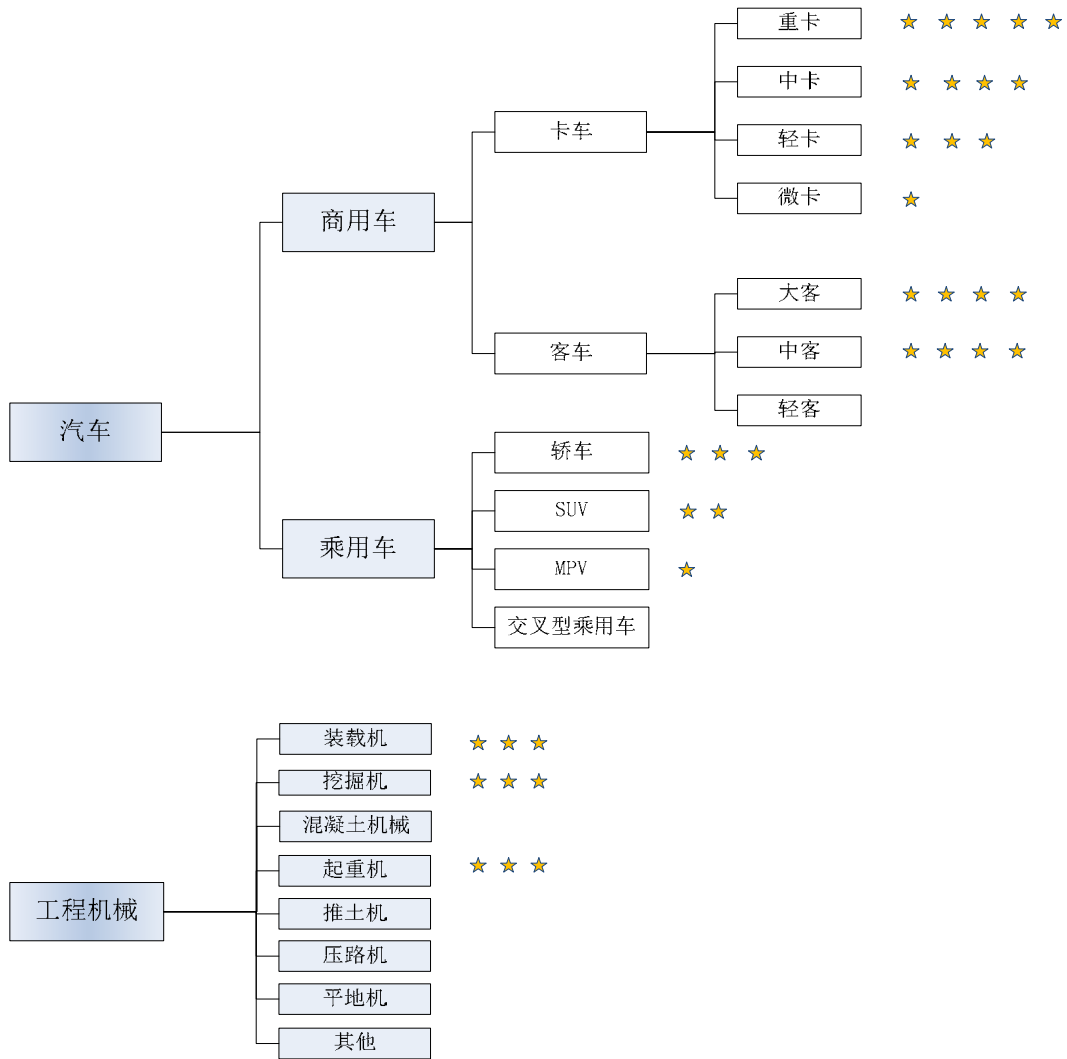 汽车
商用车
卡车
重卡
中卡
轻卡
微卡
客车
大客
中客
轻客
乘用车
轿车
SUV
MPV
交叉型乘用车
工程机械
装载机
挖掘机
混凝土机械
起重机
推土机
压路机
平地机
其他